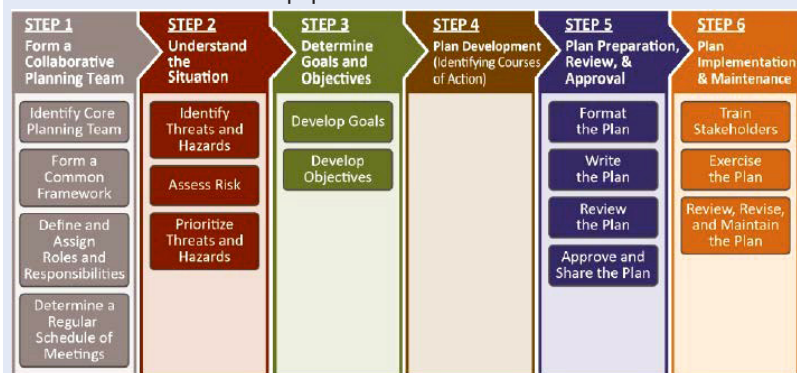 STEP 1
Form a
Collaborative
Planning Team
Identify Core
Planning Team
Form a
Common
Framework
Define and
Assign
Roles and
Responsibilities
Determine a
Regular
Schedule of
Meetings
STEP 2
Understand
the
Situation
Identify
Threats and
Hazards
Assess Risk
Prioritize
Threats and
Hazards
STEP 3
Determine
Goals and
Objectives
Develop Goals
Develop
Objectives
STEP 4
Plan Development
(Identifying Courses
of Action)
STEP 5
Plan Preparation,
Review, &
Approval
Format
the Plan
Write
the Plan
Review
the Plan
Approve and
Share the Plan
STEP 6
Plan
Implementation
& Maintenance
Train
Stakeholders
Exercise
the Plan
Review, Revise,
and Maintain
the Plan